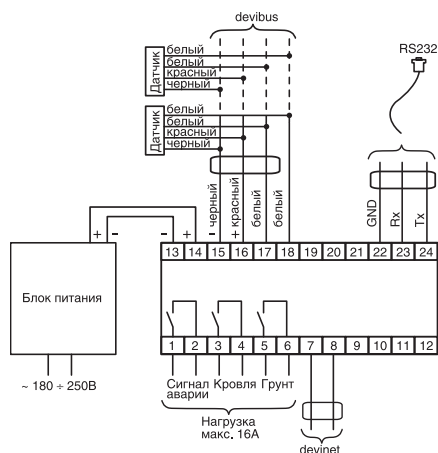 devibus
RS232
Датчик
белый
белый
красный
черный
Датчик
белый
белый
красный
черный
- черный
+ красный
белый
белый
GND
Rx
Tx
+ - - +
13 14 15 16 17 18 19 20 21 22 23 24
Блок питания
~ 180 ÷ 250В
1 2 3 4 5 6 7 8 9 10 11 12
Сигнал аварии
Кровля
Грунт
Нагрузка
макс. 16А
devinet